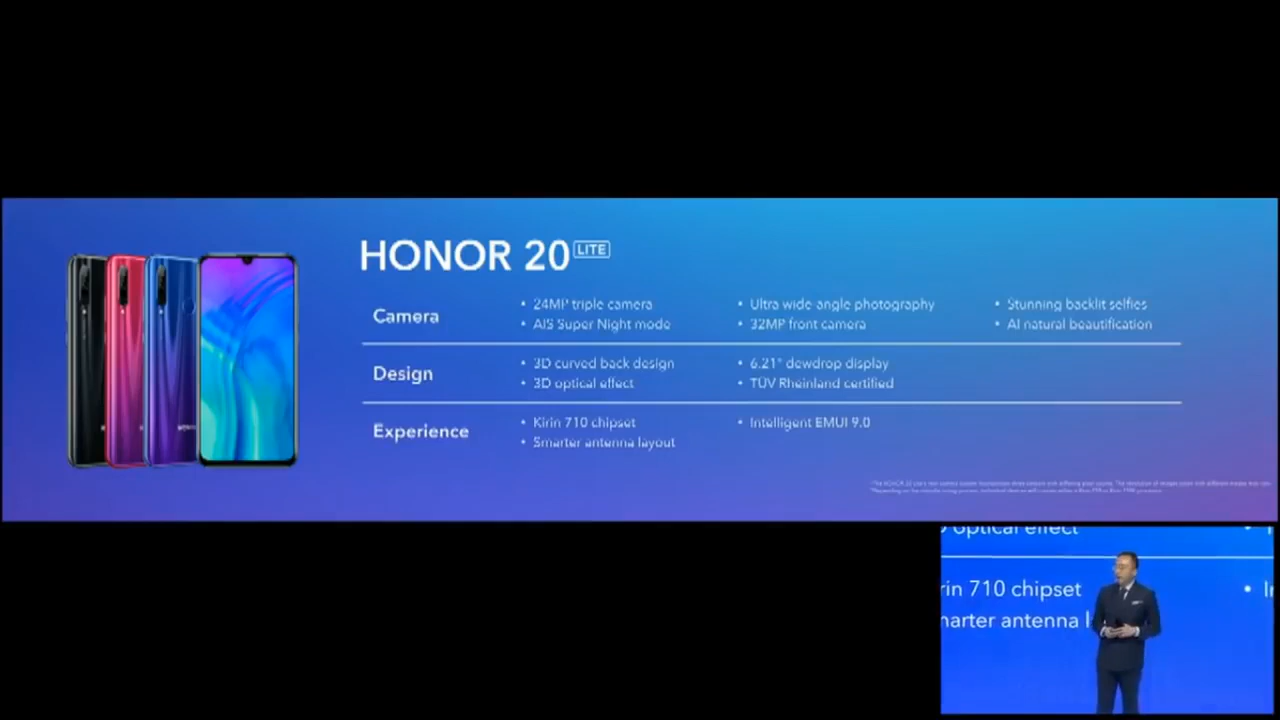 HONOR 20 LITE
Camera
• 24MP triple camera
• AIS Super Night mode
• Ultra wide-angle photography
• 32MP front camera
• Stunning backlit selfies
• AI natural beautification
Design
• 3D curved back design
• 3D optical effect
• 6.21" dewdrop display
• TÜV Rheinland certified
Experience
• Kirin 710 chipset
• Smarter antenna layout
• Intelligent EMUI 9.0
optical effect
rin 710 chipset
arter antenna